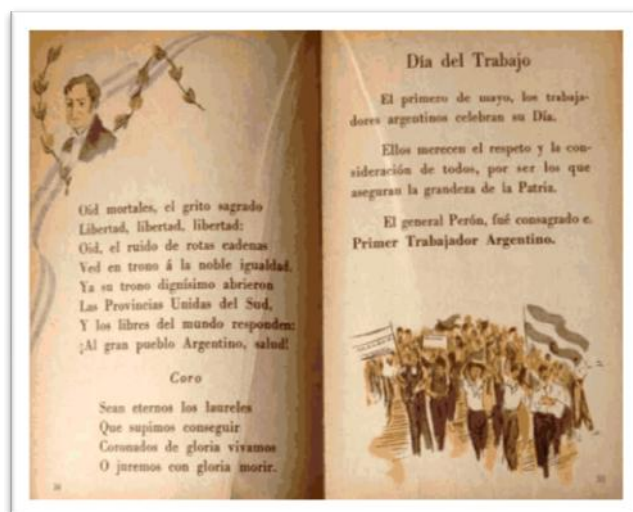 Oíd mortales, el grito sagrado
Libertad, libertad, libertad:
Oíd, el ruido de rotas cadenas
Ved en trono á la noble igualdad.
Ya su trono dignísimo abrieron
Las Provincias Unidas del Sud,
Y los libres del mundo responden:
¡Al gran pueblo Argentino, salud!
Coro
Sean eternos los laureles
Que supimos conseguir
Coronados de gloria vivamos
O juremos con gloria morir.
Día del Trabajo
El primero de mayo, los trabaja-
dores argentinos celebran su Día.
Ellos merecen el respeto y la con-
sideración de todos, por ser los que
aseguran la grandeza de la Patria.
El general Perón, fué consagrado e
Primer Trabajador Argentino.